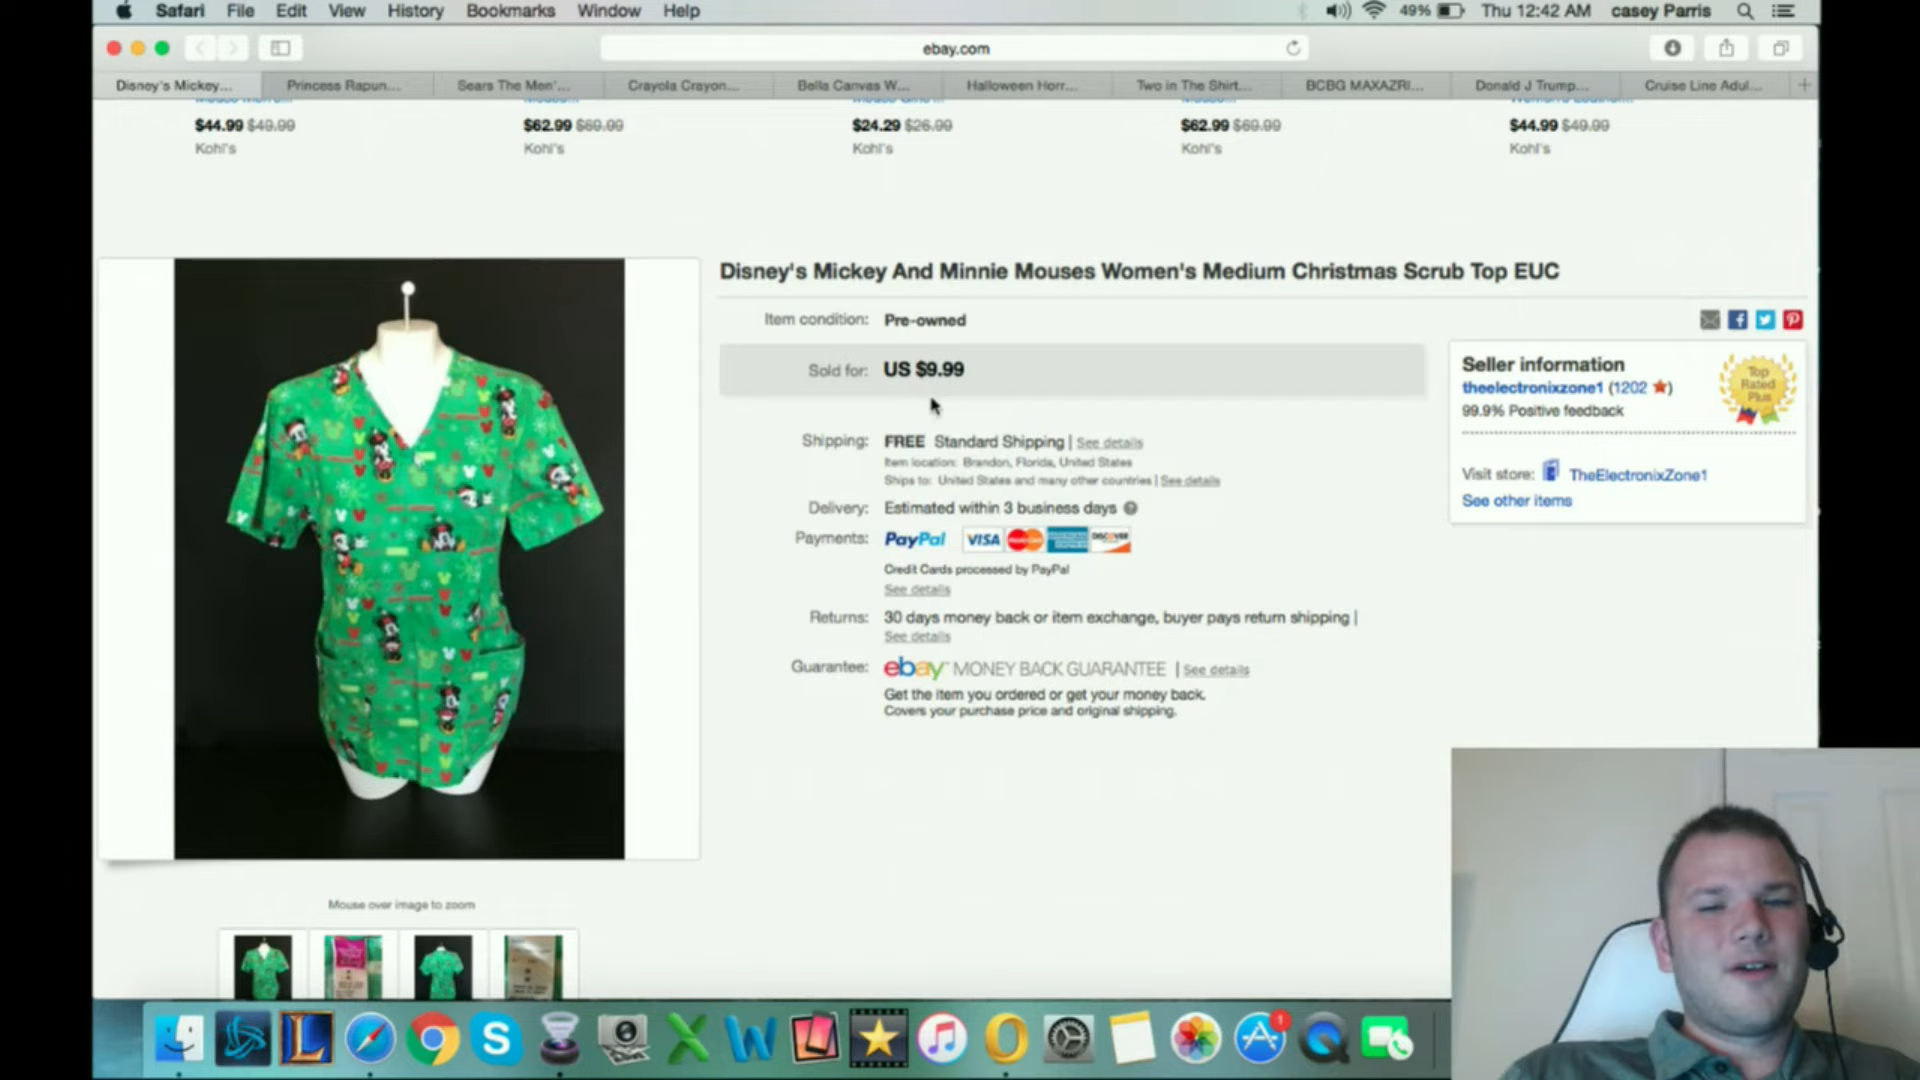 Safari File Edit View History Bookmarks Window Help 49% Thu 12:42 AM casey Parris
ebay.com
Disney's Mickey... Princess Rapun... Sears The Men'... Crayola Crayon... Bella Canvas W... Halloween Horr... Two in The Shirt... BCBG MAXAZRI... Donald J Trump... Cruise Line Adul...
$44.99 $49.99 $62.99 $69.99 $24.29 $26.99 $62.99 $69.99 $44.99 $49.99
Kohl's Kohl's Kohl's Kohl's Kohl's
Disney's Mickey And Minnie Mouses Women's Medium Christmas Scrub Top EUC
Item condition: Pre-owned
Sold for: US $9.99
Shipping: FREE Standard Shipping | See details
Item location: Brandon, Florida, United States
Ships to: United States and many other countries | See details
Delivery: Estimated within 3 business days
Payments: PayPal VISA MasterCard DISCOVER
Credit Cards processed by PayPal
See details
Returns: 30 days money back or item exchange, buyer pays return shipping |
See details
Guarantee: ebay MONEY BACK GUARANTEE | See details
Get the item you ordered or get your money back.
Covers your purchase price and original shipping.
Seller information
theelectronixzone1 (1202)
99.9% Positive feedback
Top
Rated
Plus
Visit store: TheElectronixZone1
See other items
Mouse over image to zoom
1